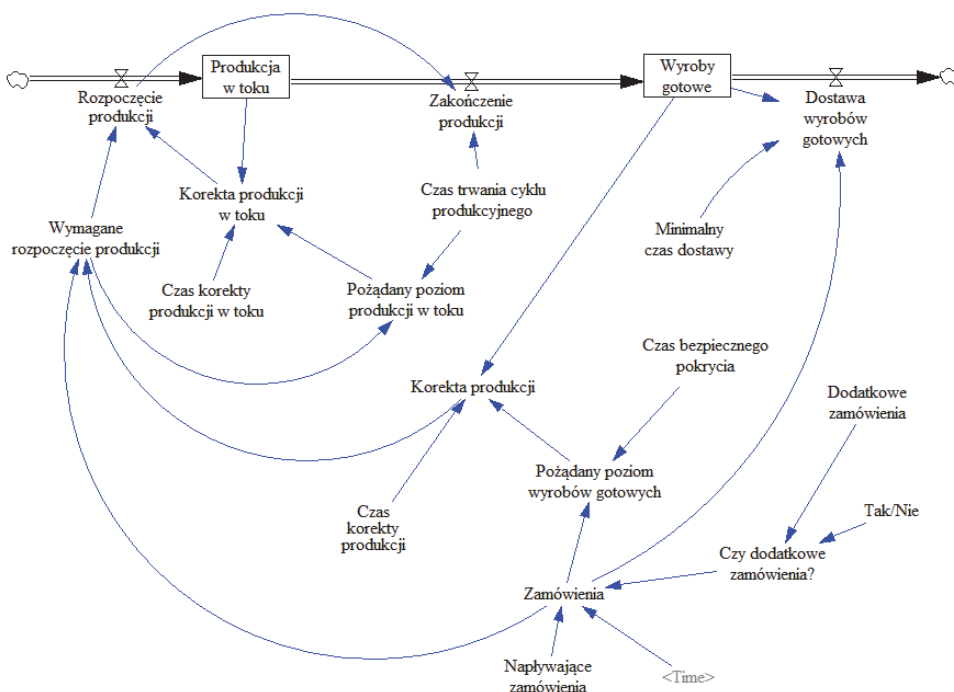 Produkcja
w toku
Wyroby
gotowe
Rozpoczęcie
produkcji
Zakończenie
produkcji
Dostawa
wyrobów
gotowych
Korekta produkcji
w toku
Czas trwania cyklu
produkcyjnego
Wymagane
rozpoczęcie produkcji
Minimalny
czas dostawy
Czas korekty
produkcji w toku
Pożądany poziom
produkcji w toku
Czas bezpiecznego
pokrycia
Korekta produkcji
Dodatkowe
zamówienia
Pożądany poziom
wyrobów gotowych
Czas
korekty
produkcji
Tak/Nie
Czy dodatkowe
zamówienia?
Zamówienia
Napływające
zamówienia
<Time>